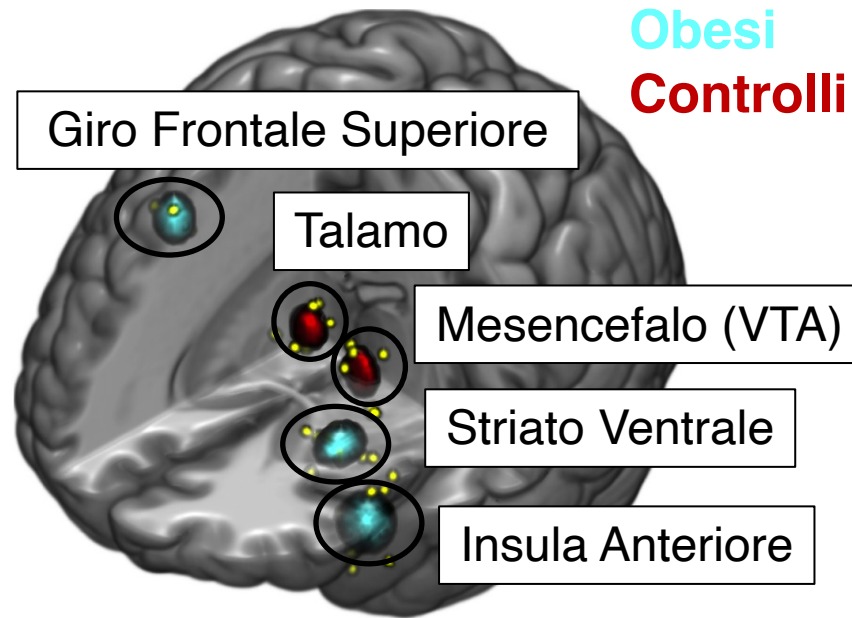 Obesi
Controlli
Giro Frontale Superiore
Talamo
Mesencefalo (VTA)
Striato Ventrale
Insula Anteriore